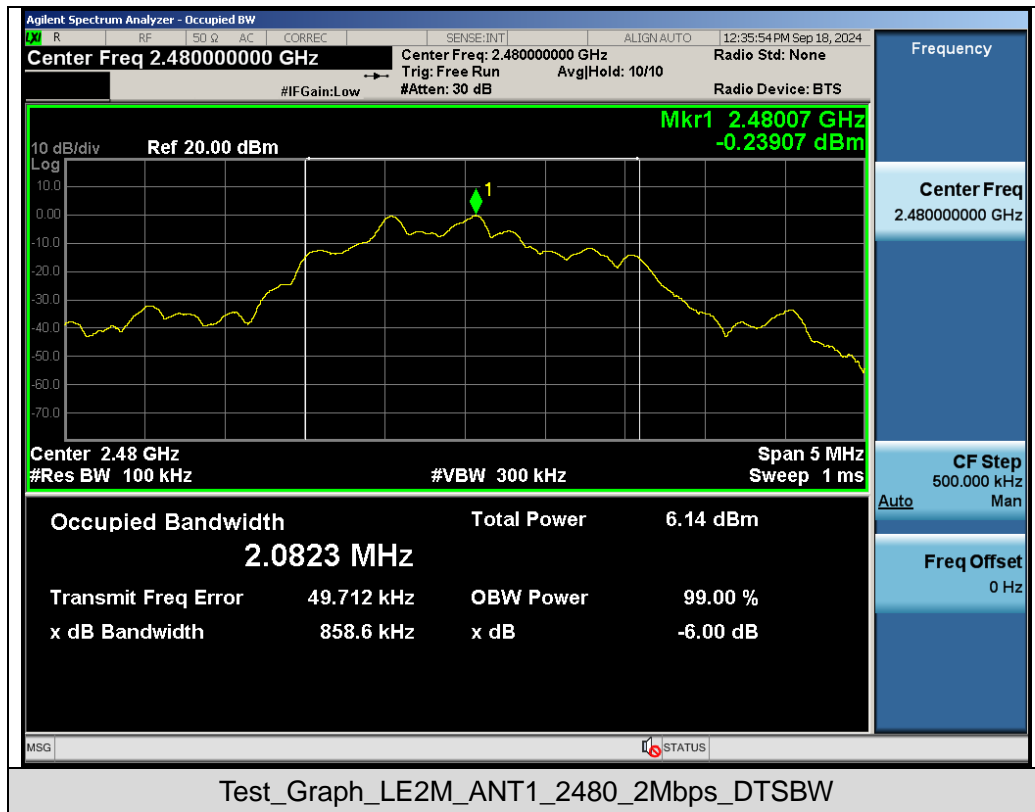 Agilent Spectrum Analyzer - Occupied BW
LXI R RF 50 Ω AC CORREC SENSE:INT ALIGN AUTO 12:35:54 PM Sep 18, 2024
Center Freq 2.480000000 GHz
Center Freq: 2.480000000 GHz Radio Std: None
Trig: Free Run Avg|Hold: 10/10
#IFGain:Low #Atten: 30 dB Radio Device: BTS
Mkr1 2.48007 GHz
-0.23907 dBm
10 dB/div Ref 20.00 dBm
Log
10.0
1
0.00
-10.0
-20.0
-30.0
-40.0
-50.0
-60.0
-70.0
Center 2.48 GHz Span 5 MHz
#Res BW 100 kHz #VBW 300 kHz Sweep 1 ms
Occupied Bandwidth Total Power 6.14 dBm
2.0823 MHz
Transmit Freq Error 49.712 kHz OBW Power 99.00 %
x dB Bandwidth 858.6 kHz x dB -6.00 dB
Frequency
Center Freq
2.480000000 GHz
CF Step
500.000 kHz
Auto Man
Freq Offset
0 Hz
MSG STATUS
Test_Graph_LE2M_ANT1_2480_2Mbps_DTSBW